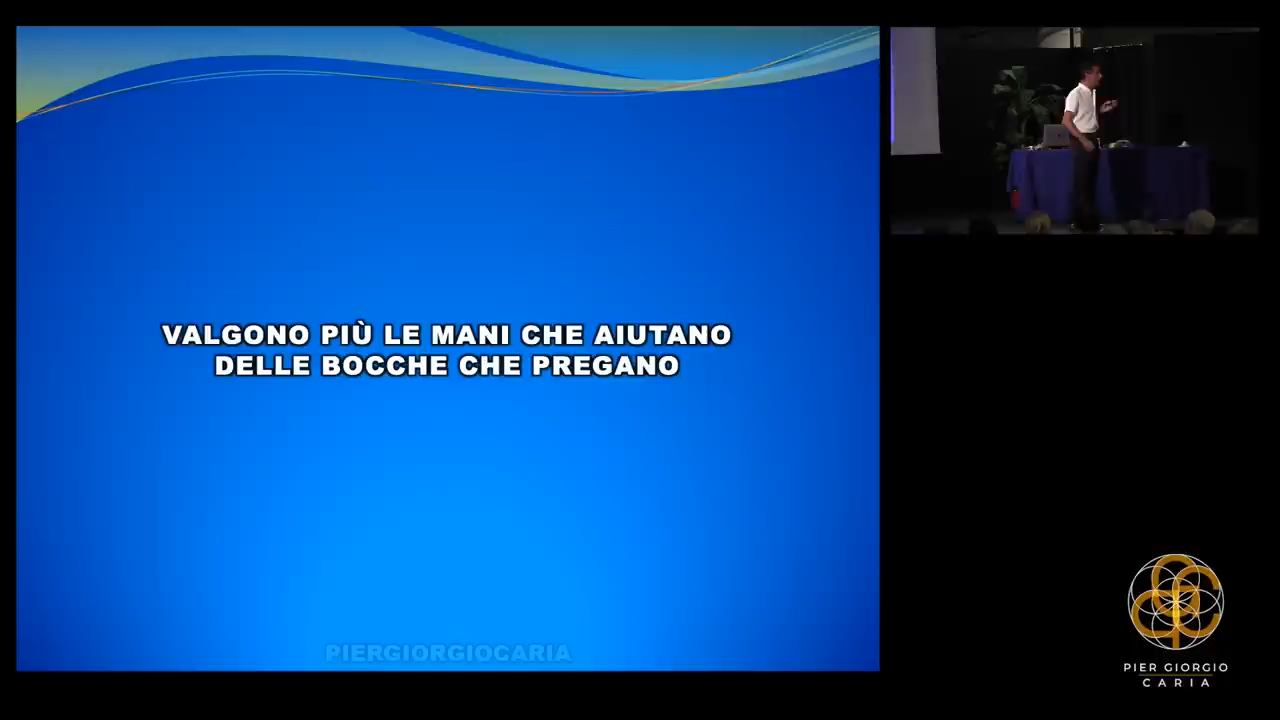 VALGONO PIÙ LE MANI CHE AIUTANO
DELLE BOCCHE CHE PREGANO
PIERGIORGIOCARIA
PIER GIORGIO
CARIA